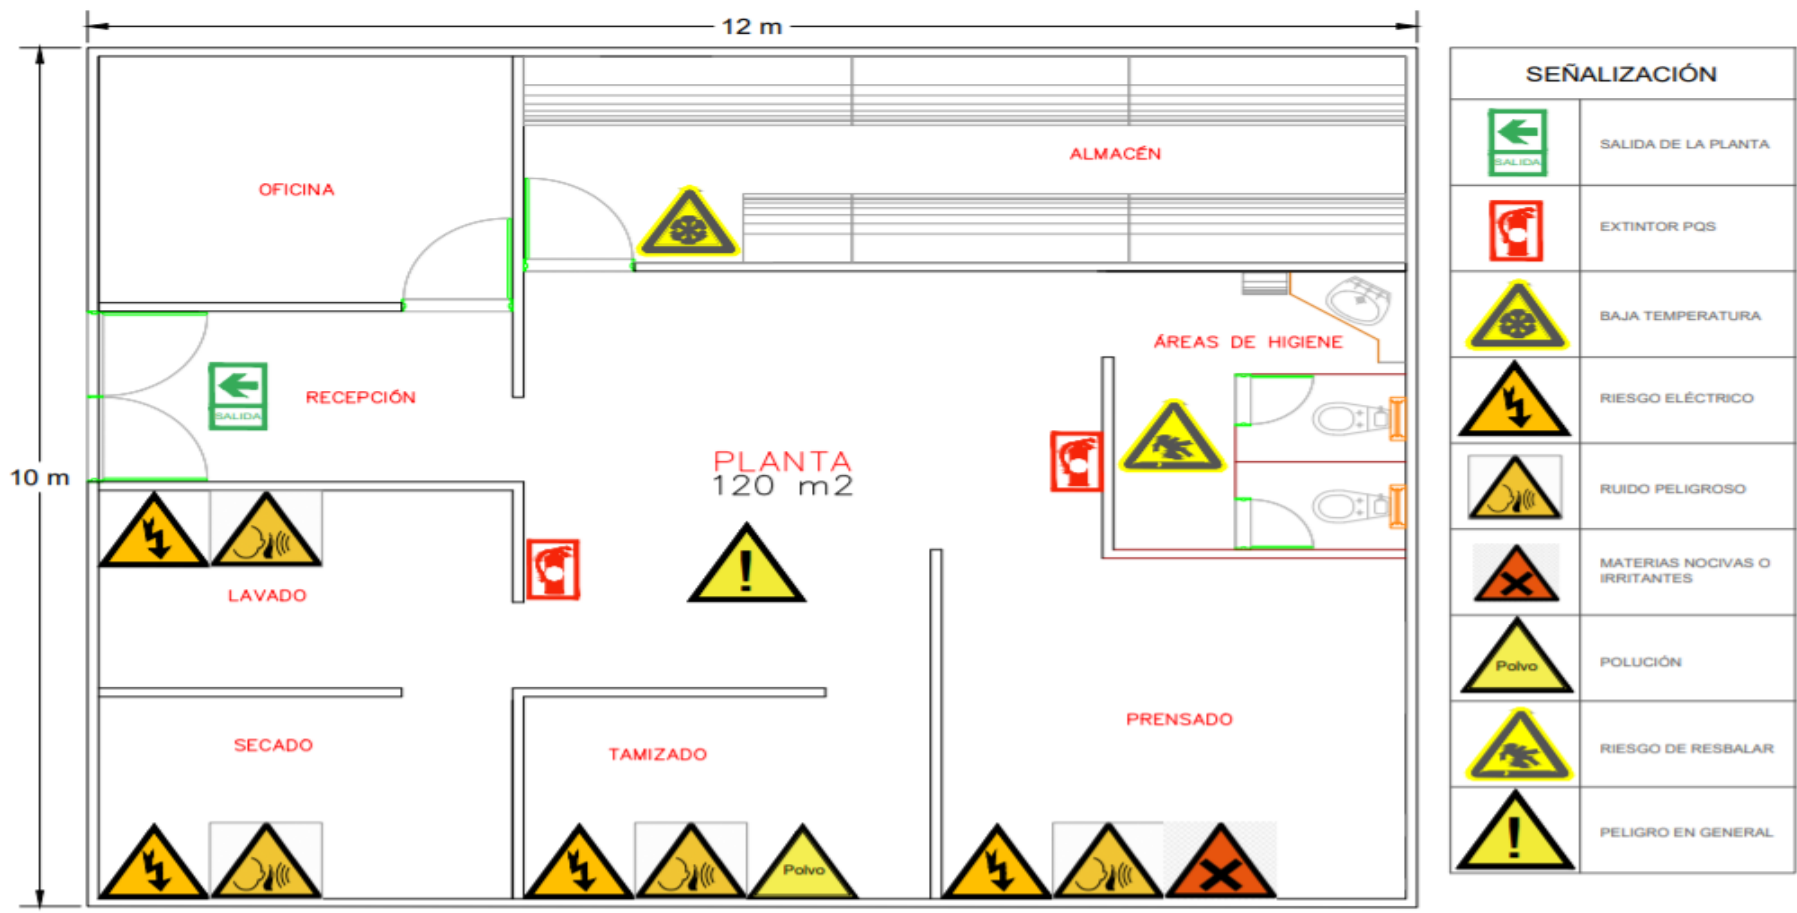 12 m
10 m
OFICINA
ALMACÉN
RECEPCIÓN
SALIDA
ÁREAS DE HIGIENE
PLANTA
120 m2
LAVADO
SECADO
TAMIZADO
Polvo
PRENSADO
SEÑALIZACIÓN
SALIDA
SALIDA DE LA PLANTA
EXTINTOR PQS
BAJA TEMPERATURA
RIESGO ELÉCTRICO
RUIDO PELIGROSO
MATERIAS NOCIVAS O
IRRITANTES
Polvo
POLUCIÓN
RIESGO DE RESBALAR
PELIGRO EN GENERAL